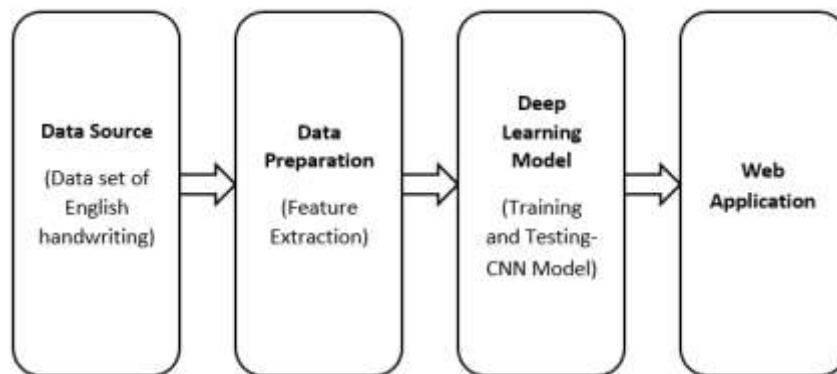 Data Source
(Data set of
English
handwriting)
Data
Preparation
(Feature
Extraction)
Deep
Learning
Model
(Training
and Testing-
CNN Model)
Web
Application